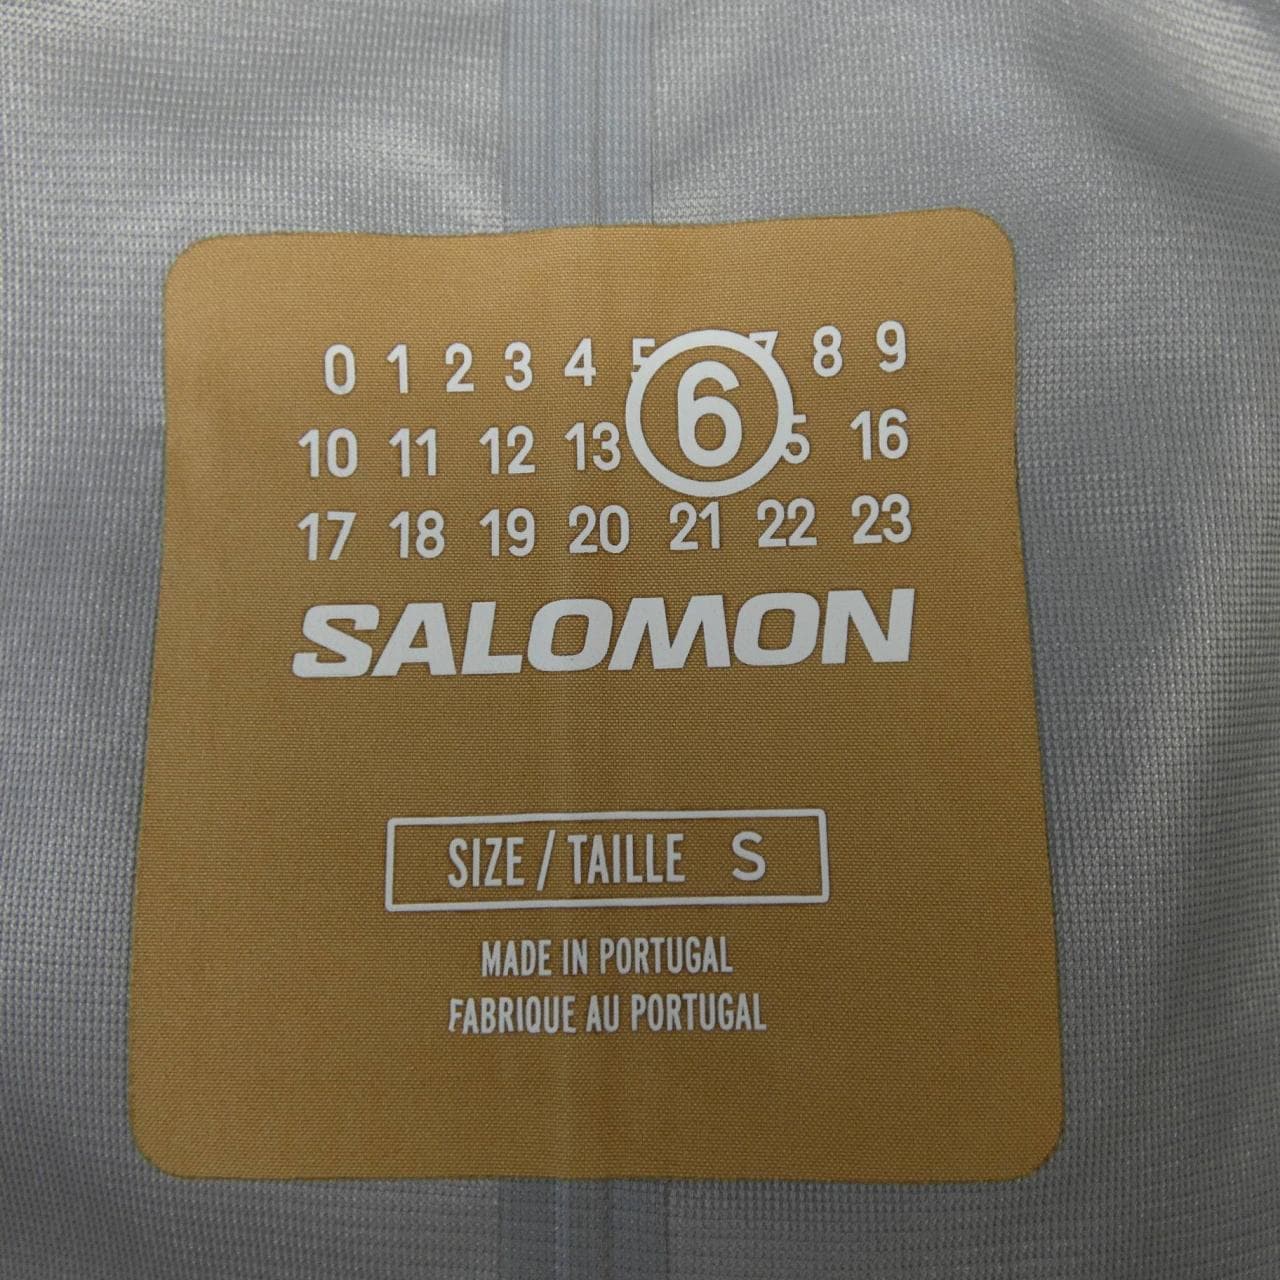 0 1 2 3 4 5 6 7 8 9
10 11 12 13 5 16
17 18 19 20 21 22 23
SALOMON
SIZE / TAILLE S
MADE IN PORTUGAL
FABRIQUE AU PORTUGAL